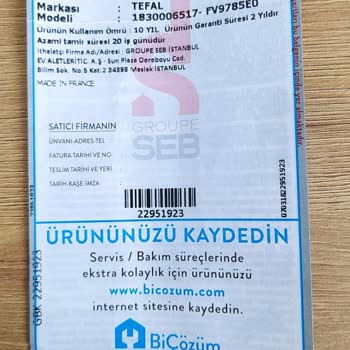 Markası : TEFAL
Modeli : 1830006517- FV9785E0
Ürünün Kullanım Ömrü : 10 YIL Ürünün Garanti Süresi 2 Yıldır
Azami tamir süresi 20 iş günüdür
İthalatçı Firma Adı/Adresi : GROUPE SEB İSTANBUL
EV ALETLERİTİC. A.Ş - Sun Plaza Dereboyu Cad.
Bilim Sok. No:5 Kat: 2 34398 Maslak İSTANBUL
MADE IN FRANCE
GROUPE
SEB
SATICI FİRMANIN
ÜNVANI-ADRES-TEL
FATURA TARİHİ VE NO
TESLİM TARİHİ VE YERİ :
TARİH-KAŞE-İMZA :
22951923
07031822951923
GBK 22951923
ÜRÜNÜNÜZÜ KAYDEDİN
Servis / Bakım süreçlerinde
ekstra kolaylık için ürününüzü
www.bicozum.com
internet sitesine kaydedin.
BiÇözüm